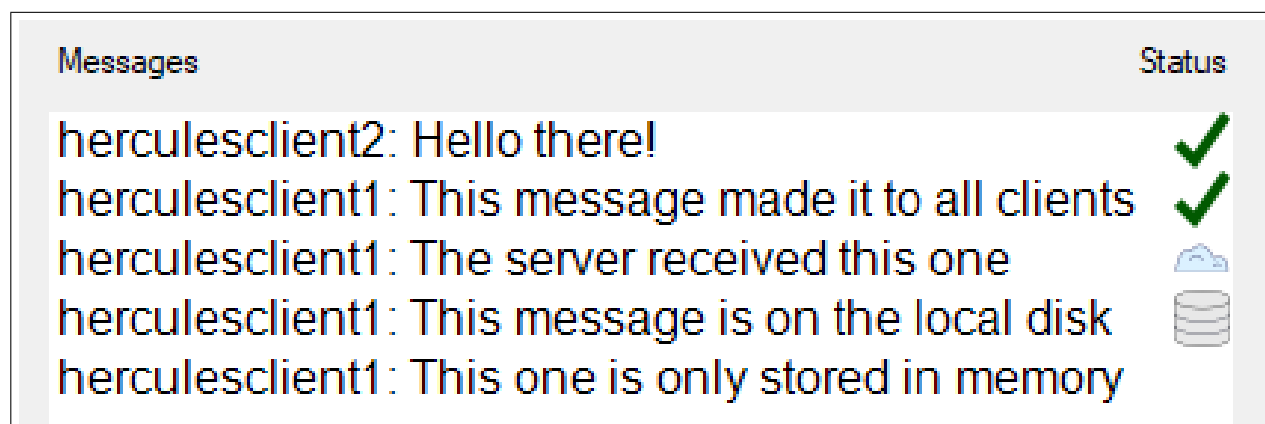 Messages Status
herculesclient2: Hello there!
herculesclient1: This message made it to all clients
herculesclient1: The server received this one
herculesclient1: This message is on the local disk
herculesclient1: This one is only stored in memory